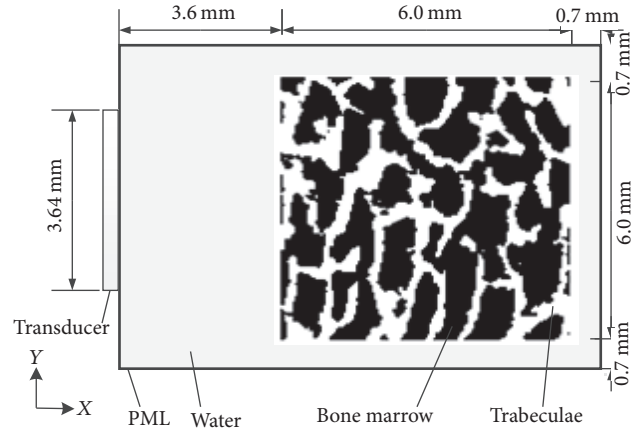 3.6 mm
6.0 mm
0.7 mm
0.7 mm
3.64 mm
6.0 mm
Transducer
0.7 mm
Y
X
PML
Water
Bone marrow
Trabeculae